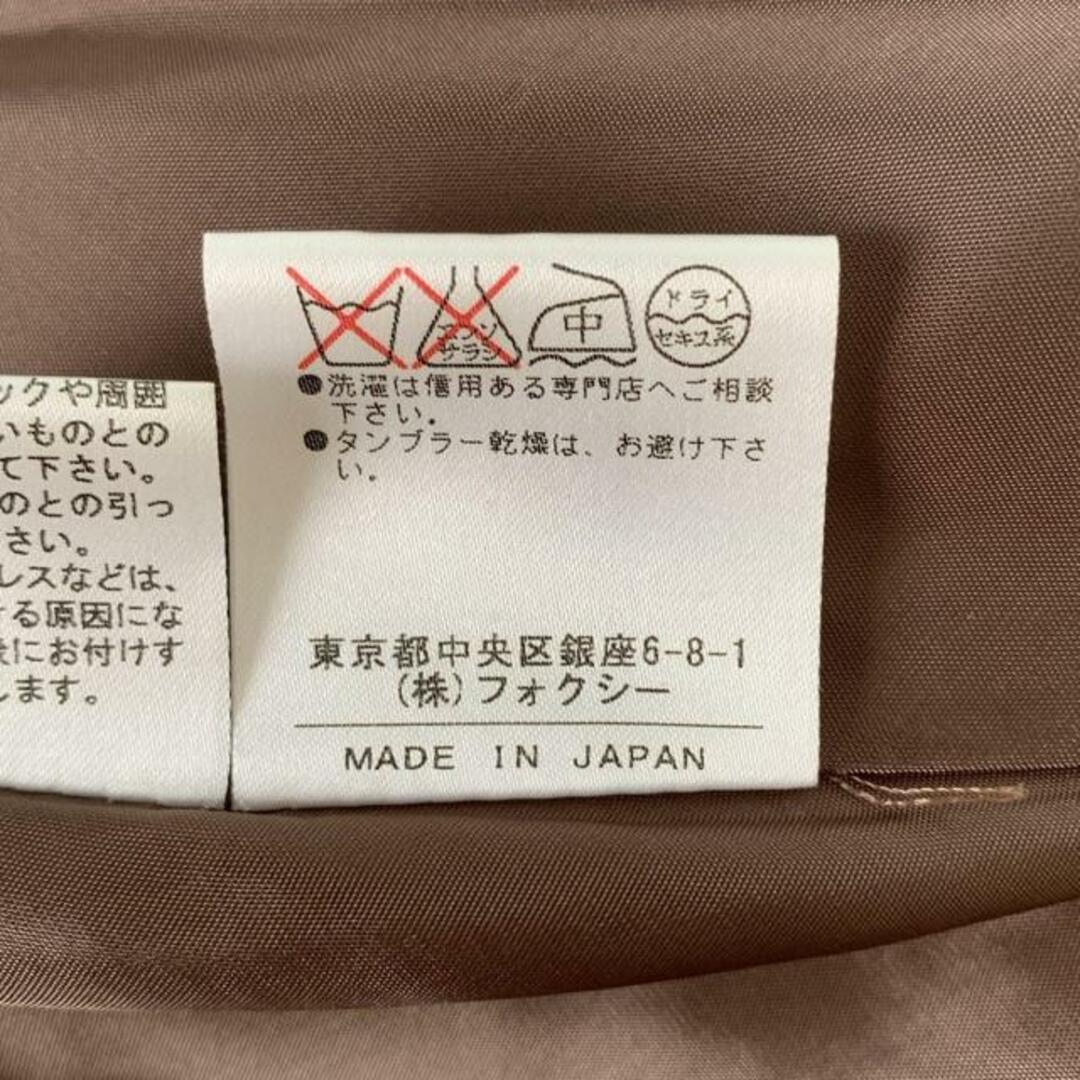 エンソ
サラシ
中
ドライ
セキユ系
●洗濯は信用ある専門店へご相談
下さい。
●タンブラー乾燥は、お避け下さ
い。
東京都中央区銀座6-8-1
(株)フォクシー
MADE IN JAPAN
ックや周囲
いものとの
て下さい。
のとの引っ
さい。
レスなどは、
ける原因にな
にお付けす
します。